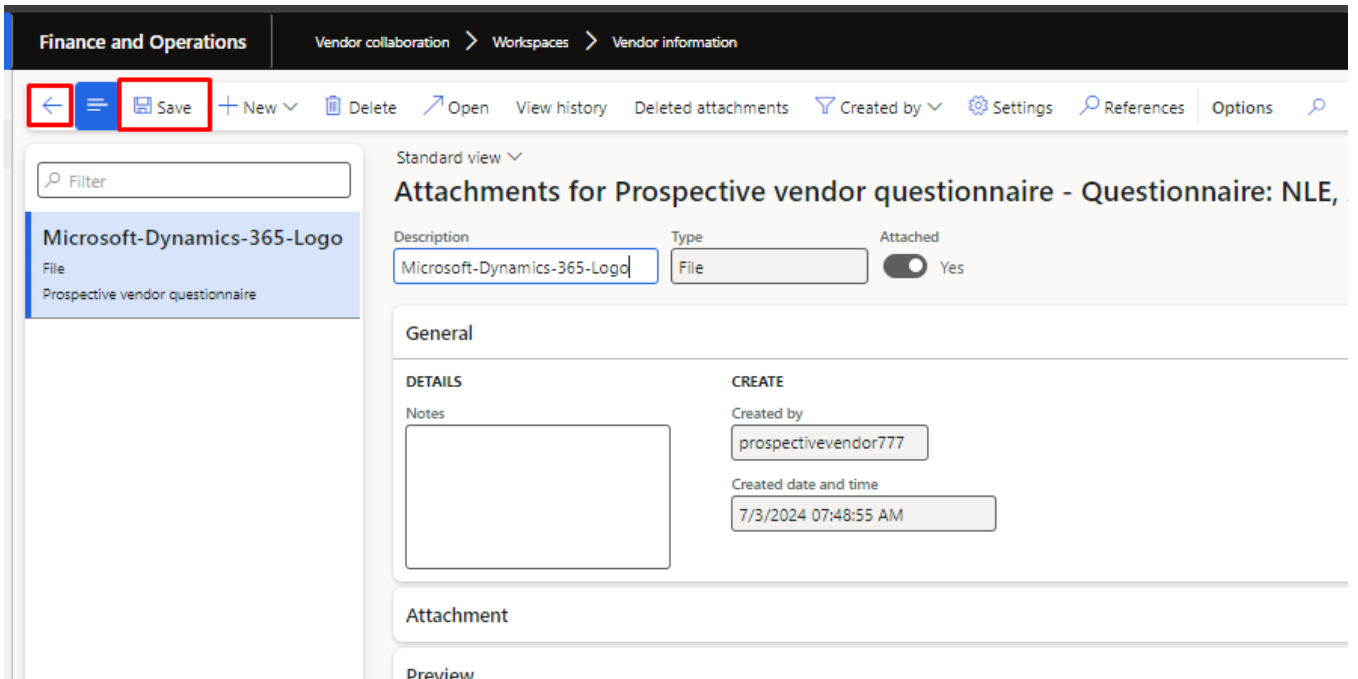 Finance and Operations
Vendor collaboration > Workspaces > Vendor information
Save New Delete Open View history Deleted attachments Created by Settings References Options
Filter
Microsoft-Dynamics-365-Logo
File
Prospective vendor questionnaire
Standard view
Attachments for Prospective vendor questionnaire - Questionnaire: NLE,
Description Type Attached
Microsoft-Dynamics-365-Logo File Yes
General
DETAILS CREATE
Notes Created by
prospectivevendor777
Created date and time
7/3/2024 07:48:55 AM
Attachment
Preview